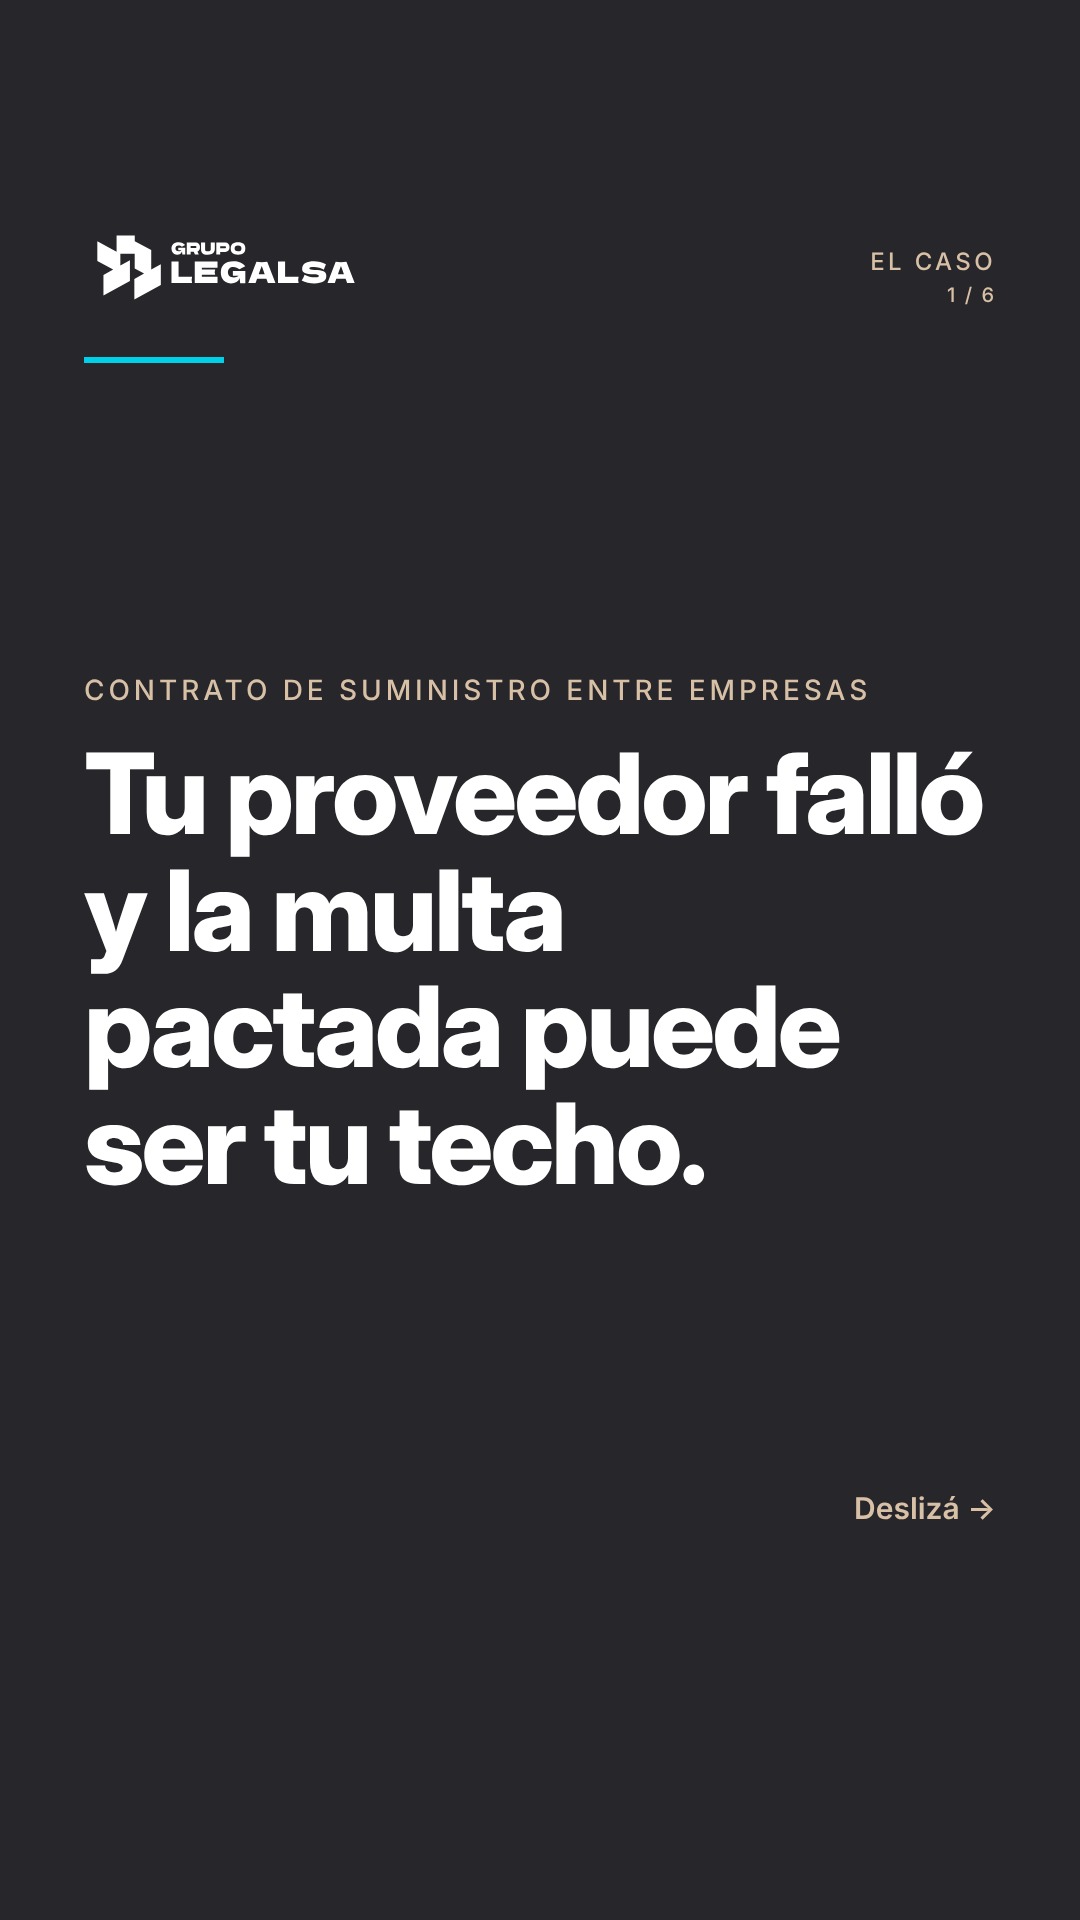 GRUPO
LEGALSA
EL CASO
1 / 6
CONTRATO DE SUMINISTRO ENTRE EMPRESAS
Tu proveedor falló
y la multa
pactada puede
ser tu techo.
Deslizá →